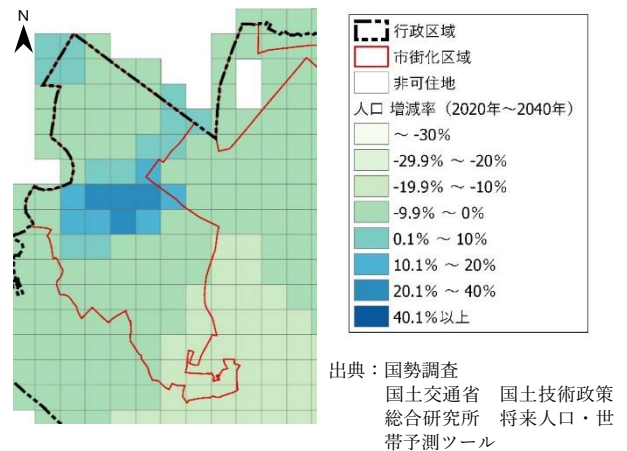 N
行政区域
市街化区域
非可住地
人口 増減率（2020年～2040年）
～ -30%
-29.9% ～ -20%
-19.9% ～ -10%
-9.9% ～ 0%
0.1% ～ 10%
10.1% ～ 20%
20.1% ～ 40%
40.1%以上
出典：国勢調査
国土交通省　国土技術政策
総合研究所　将来人口・世
帯予測ツール